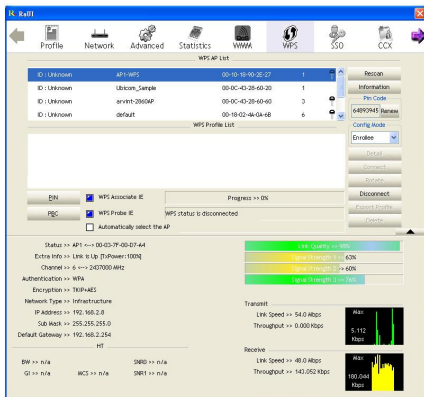 RaUI
Profile Network Advanced Statistics WMM WPS SSO CCX
WPS AP List
ID : Unknown AP1-WPS 00-10-18-90-2E-27 1
ID : Unknown Ubicom_Sample 00-0C-43-28-60-20 1
ID : Unknown arvint-2860AP 00-0C-43-28-60-60 3
ID : Unknown default 00-18-02-4A-0A-6B 6
Rescan
Information
Pin Code
64893945 Renew
Config Mode
Enrollee
Detail
Connect
Rotate
Disconnect
Export Profile
Delete
WPS Profile List
PIN WPS Associate IE Progress >> 0%
PBC WPS Probe IE WPS status is disconnected
Automatically select the AP
Status >> AP1 <--> 00-03-7F-00-D7-A4
Extra Info >> Link is Up [TxPower:100%]
Channel >> 6 <--> 2437000 MHz
Authentication >> WPA
Encryption >> TKIP+AES
Network Type >> Infrastructure
IP Address >> 192.168.2.8
Sub Mask >> 255.255.255.0
Default Gateway >> 192.168.2.254
HT
BW >> n/a SNR0 >> n/a
GI >> n/a MCS >> n/a SNR1 >> n/a
Link Quality >> 98%
Signal Strength 1 >> 63%
Signal Strength 2 >> 60%
Signal Strength 3 >> 76%
Transmit
Link Speed >> 54.0 Mbps
Throughput >> 0.000 Kbps
Max
5.112
Kbps
Receive
Link Speed >> 48.0 Mbps
Throughput >> 143.052 Kbps
Max
180.044
Kbps